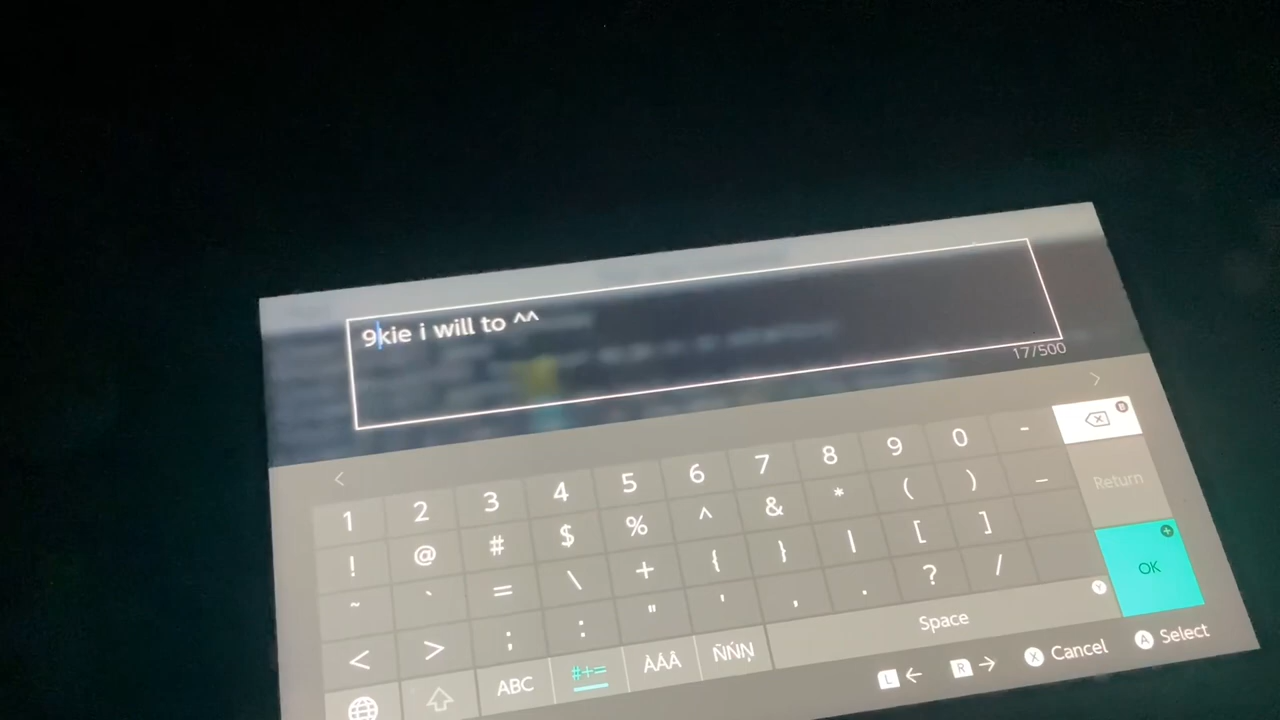 9kie i will to ^^
17/500
< >
1 2 3 4 5 6 7 8 9 0 -
! @ # $ % ^ & * ( ) _
~ ` = \ + { } | [ ]
< > ; : " ' , . ? /
ABC #+= ÀÁÂ ÑŃŅ Space
B
Return
+
OK
Y
L ← R → X Cancel A Select